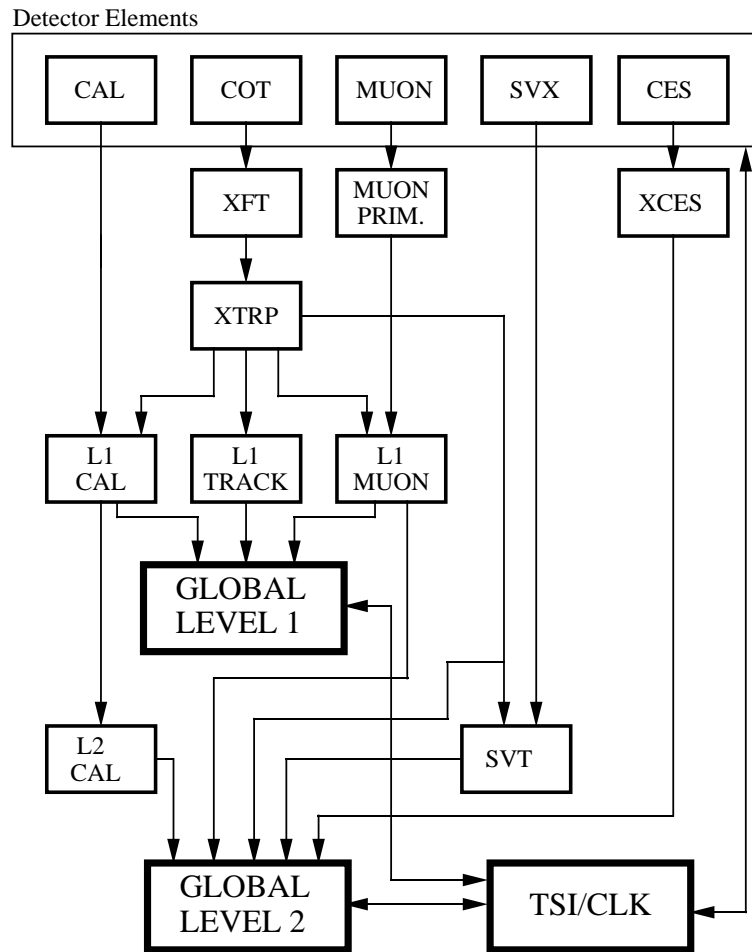 Detector Elements
CAL
COT
MUON
SVX
CES
XFT
MUON
PRIM.
XCES
XTRP
L1
CAL
L1
TRACK
L1
MUON
GLOBAL
LEVEL 1
L2
CAL
SVT
GLOBAL
LEVEL 2
TSI/CLK